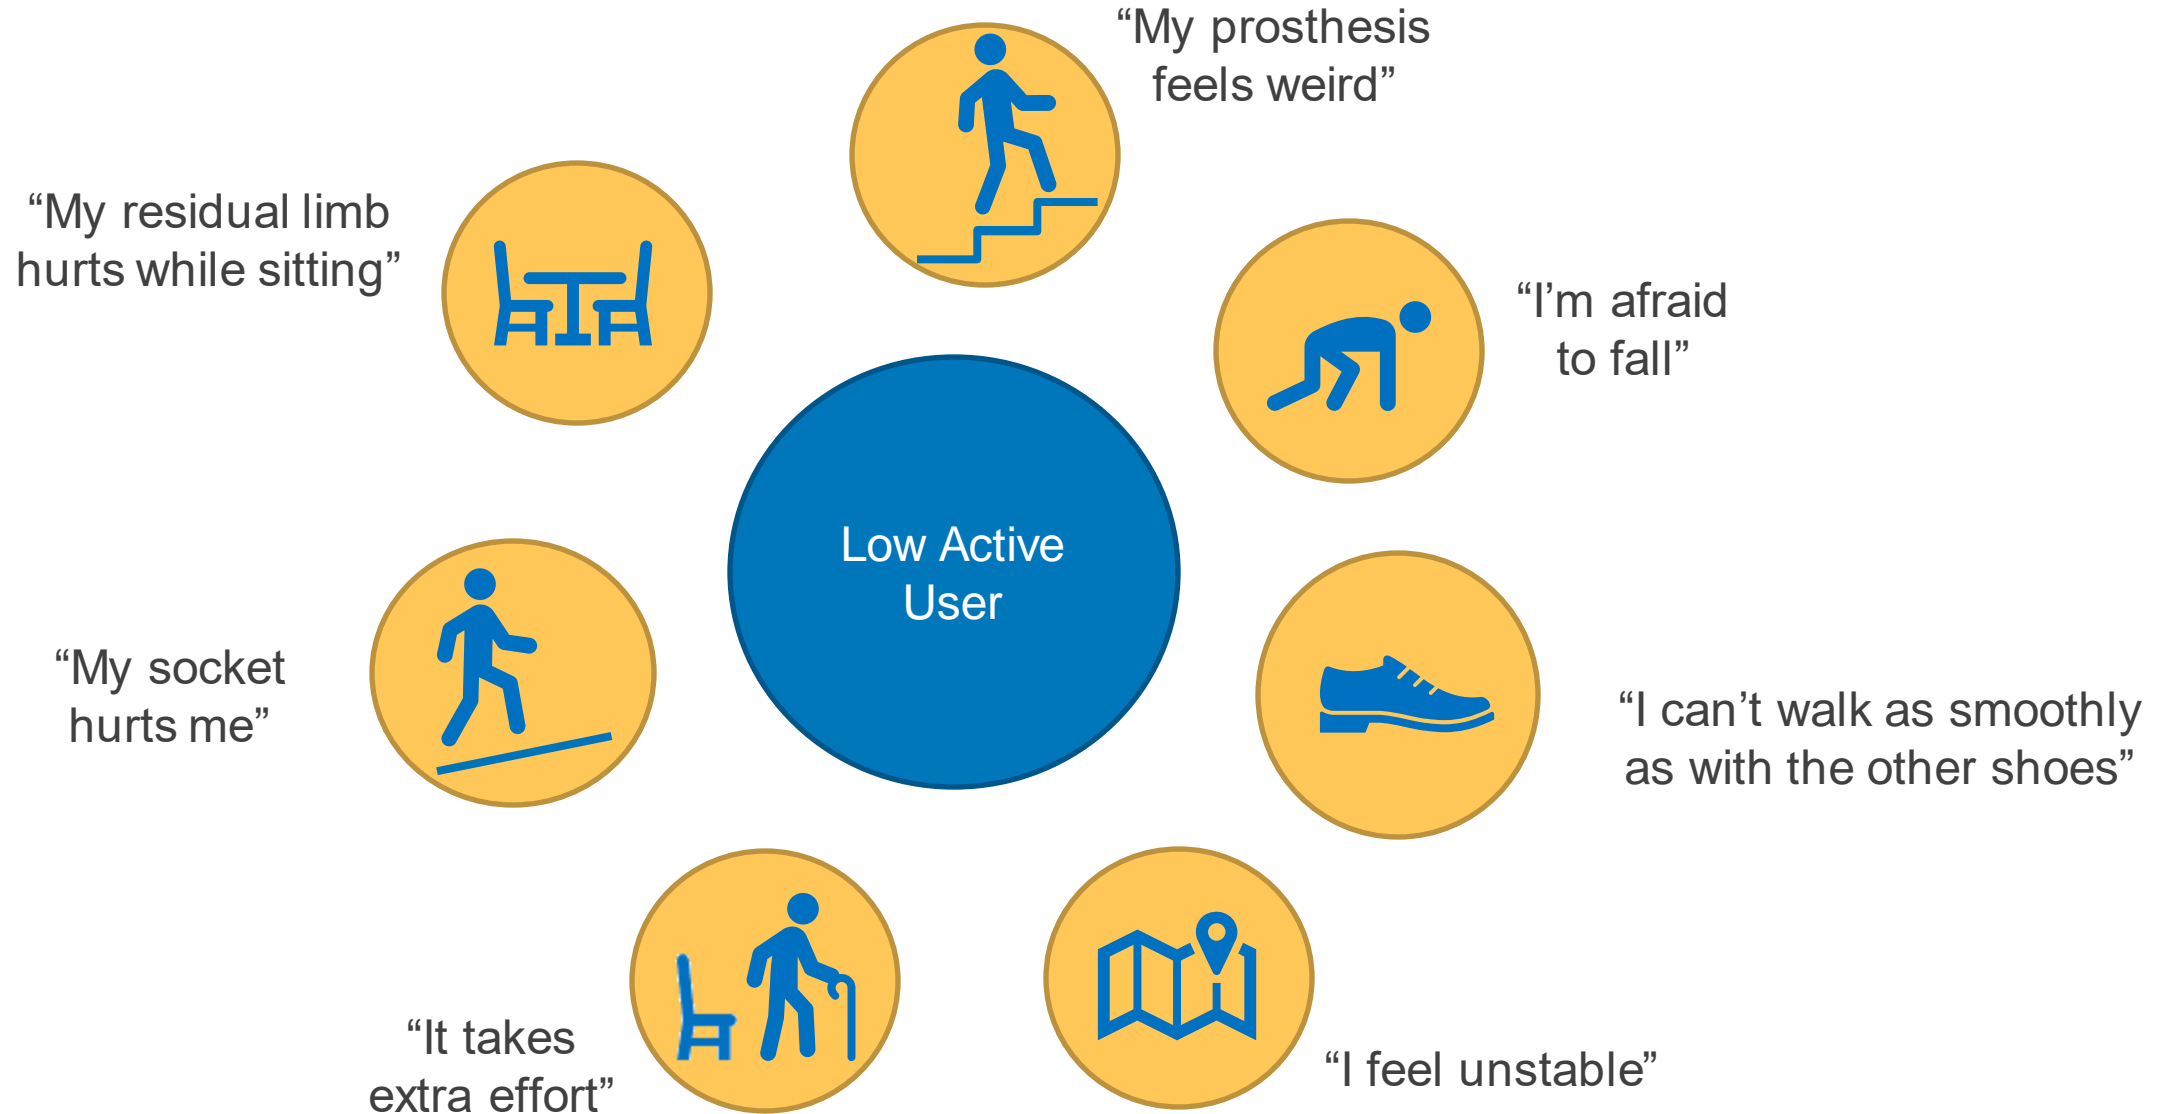 “My prosthesis
feels weird”
“My residual limb
hurts while sitting”
“I’m afraid
to fall”
Low Active
User
“My socket
hurts me”
“I can’t walk as smoothly
as with the other shoes”
“It takes
extra effort”
“I feel unstable”